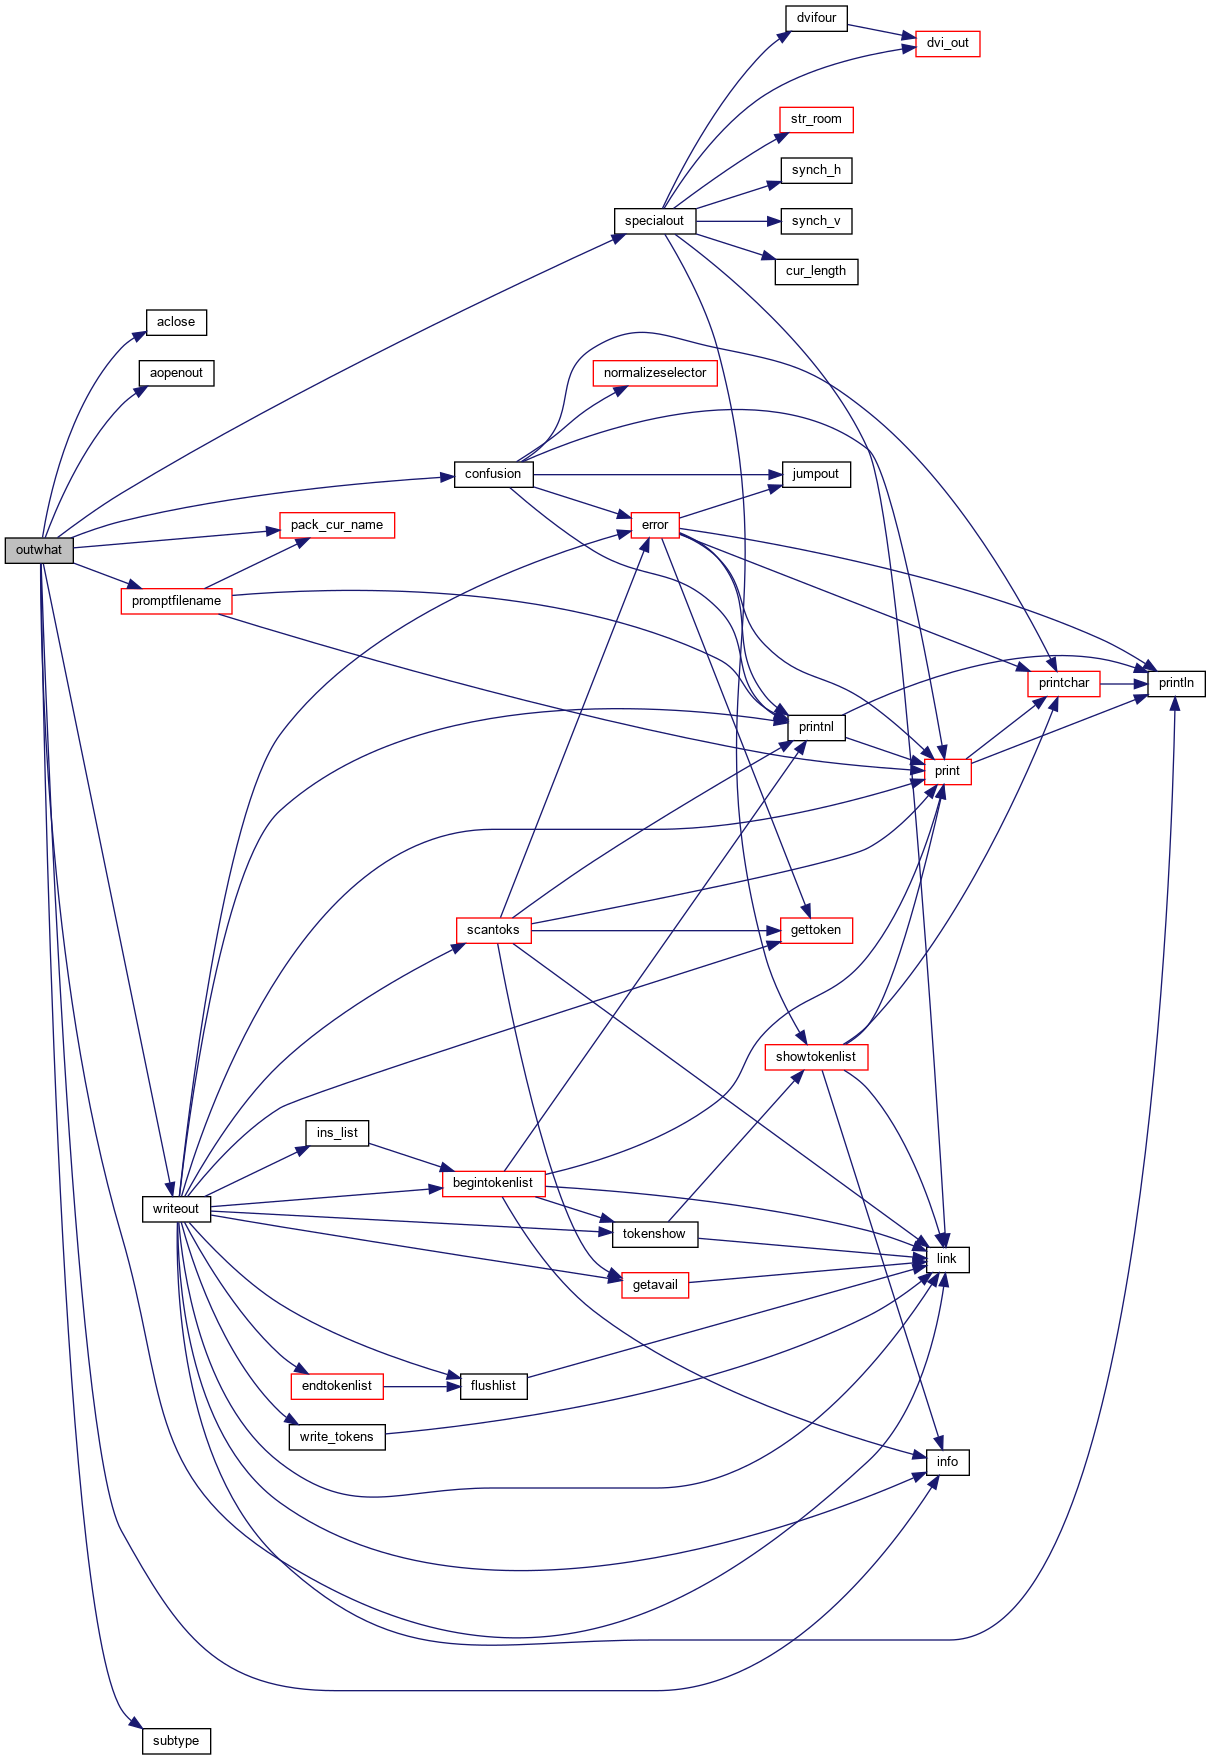 dvifour
dvi_out
str_room
synch_h
specialout
synch_v
cur_length
aclose
aopenout
normalizeselector
confusion
jumpout
pack_cur_name
error
outwhat
promptfilename
printchar
println
printnl
print
scantoks
gettoken
showtokenlist
ins_list
begintokenlist
writeout
tokenshow
link
getavail
endtokenlist
flushlist
write_tokens
info
subtype